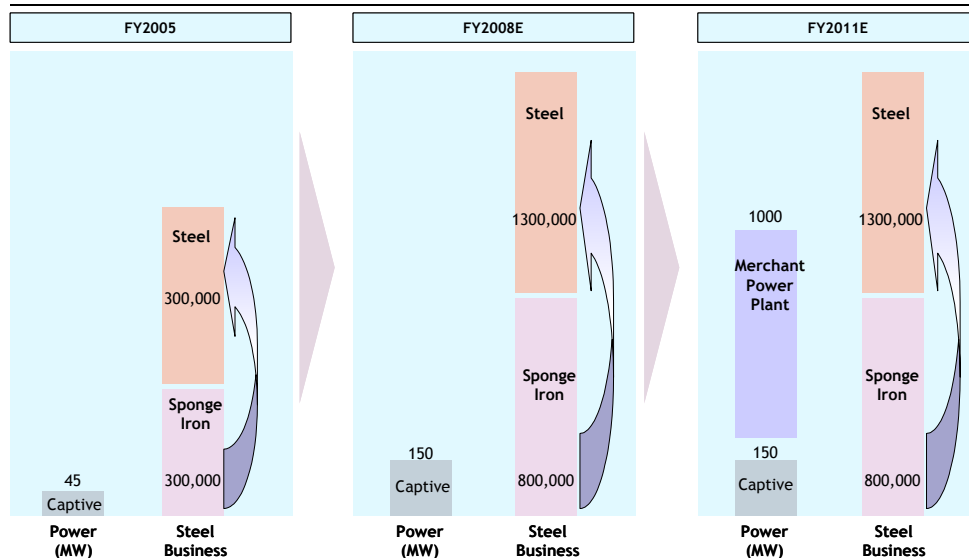 FY2005
Steel
300,000
Sponge
Iron
300,000
45
Captive
Power
(MW)
Steel
Business
FY2008E
Steel
1300,000
Sponge
Iron
800,000
150
Captive
Power
(MW)
Steel
Business
FY2011E
1000
Merchant
Power
Plant
150
Captive
Steel
1300,000
Sponge
Iron
800,000
Power
(MW)
Steel
Business